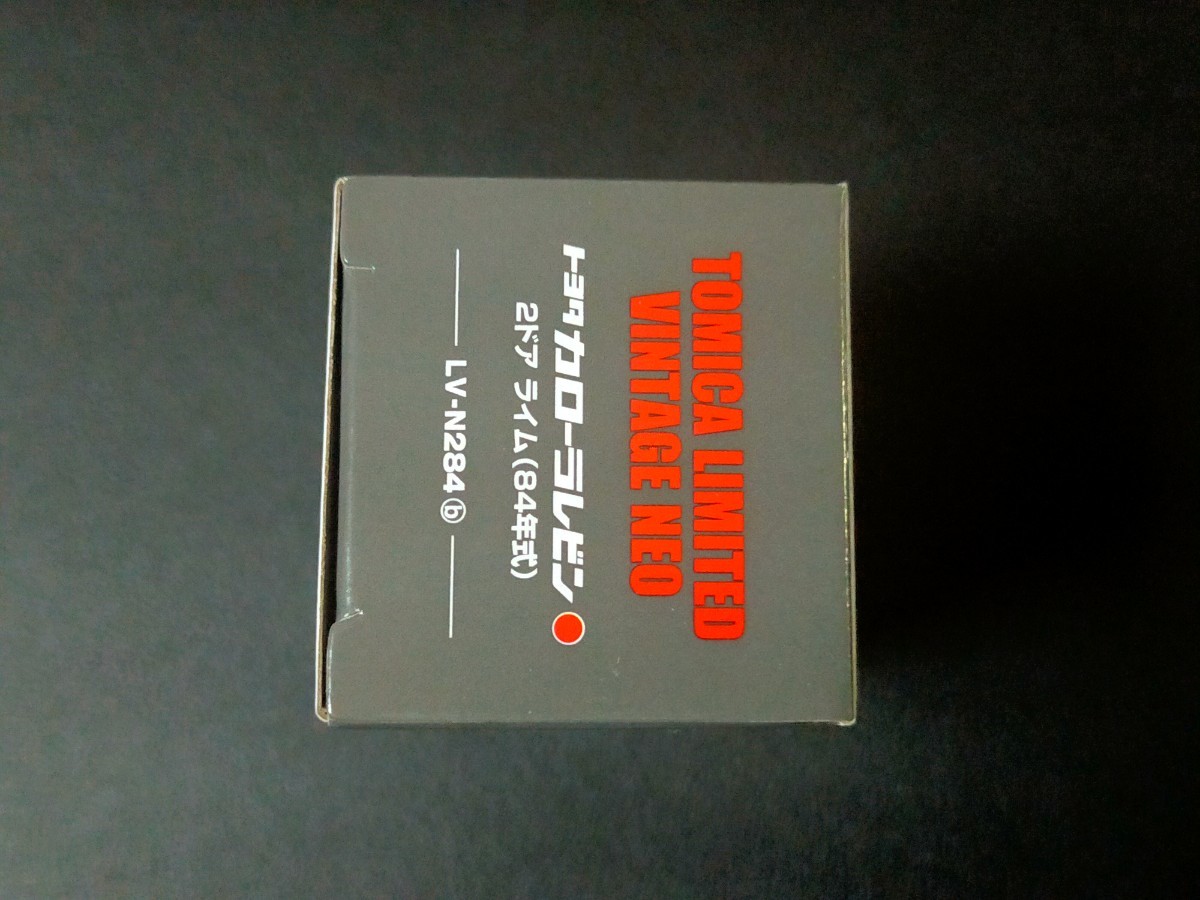 TOMICA LIMITED
VINTAGE NEO
トヨタ カローラレビン
2ドア ライム(84年式)
LV-N284ⓑ